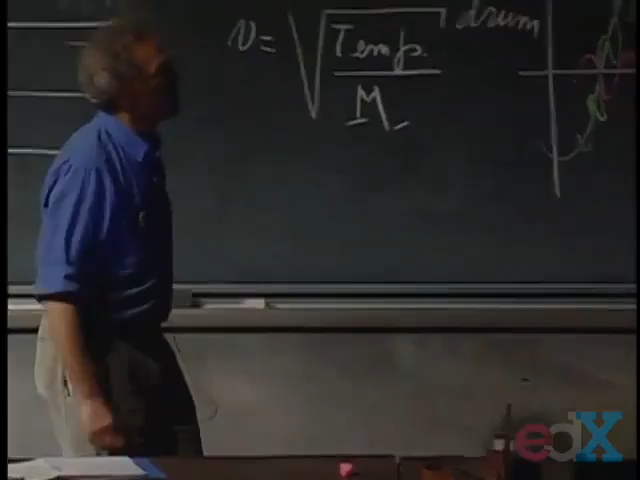 v = √Temp. / M drum
edX